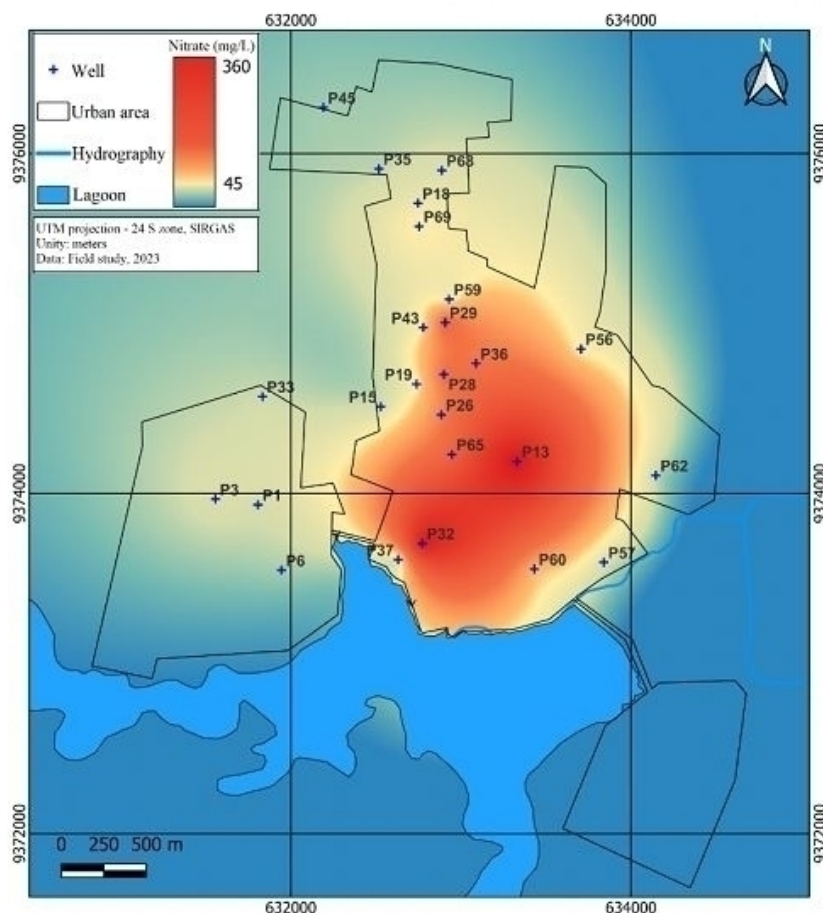 632000 634000
Nitrate (mg/L)
360
45
Well
Urban area
Hydrography
Lagoon
UTM projection - 24 S zone, SIRGAS
Unity: meters
Data: Field study, 2023
N
9376000 9376000
P45
P35
P68
P18
P69
P59
P43
P29
P56
P36
P33
P19
P28
P15
P26
P65
P13
P62
9374000 9374000
P3
P1
P32
P37
P6
P60
P57
9372000 9372000
0 250 500 m
632000 634000